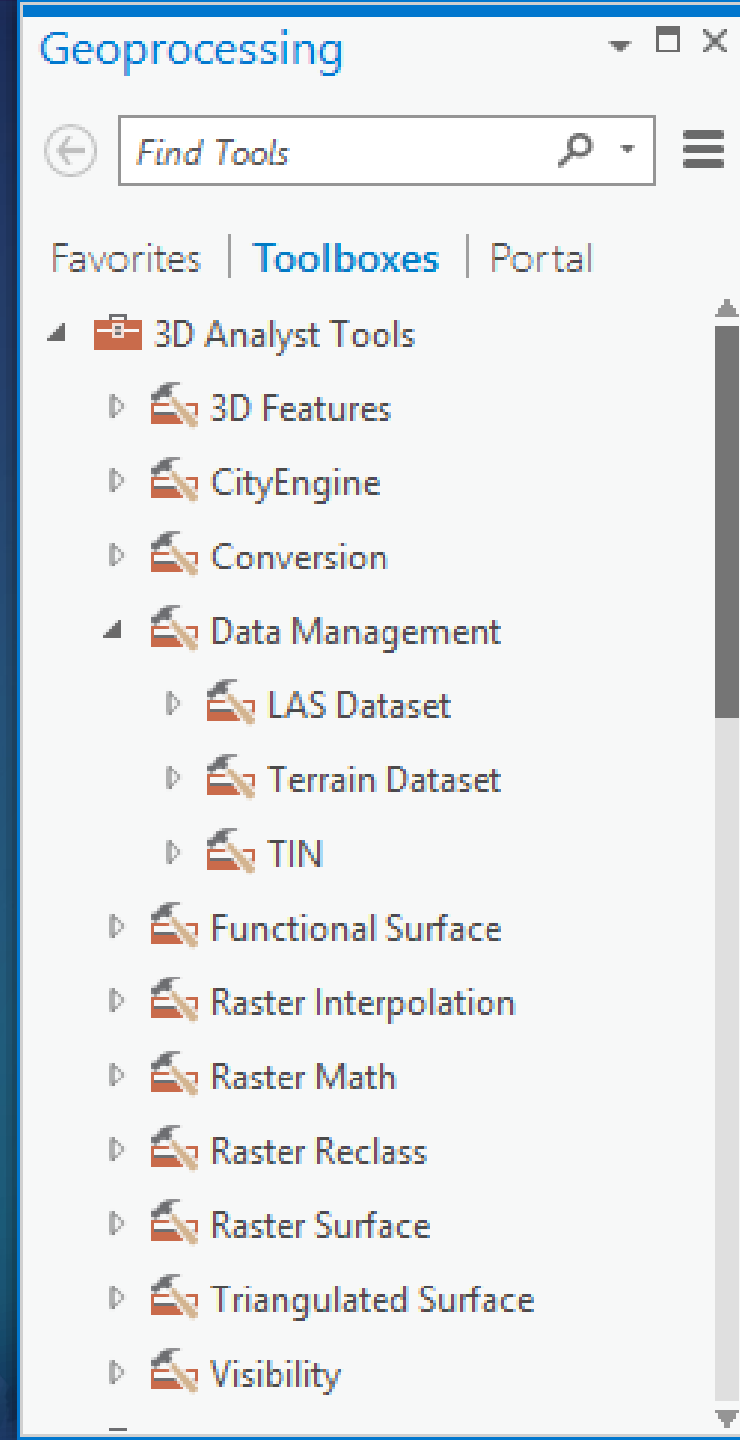 Geoprocessing
Find Tools
Favorites | Toolboxes | Portal
3D Analyst Tools
3D Features
CityEngine
Conversion
Data Management
LAS Dataset
Terrain Dataset
TIN
Functional Surface
Raster Interpolation
Raster Math
Raster Reclass
Raster Surface
Triangulated Surface
Visibility